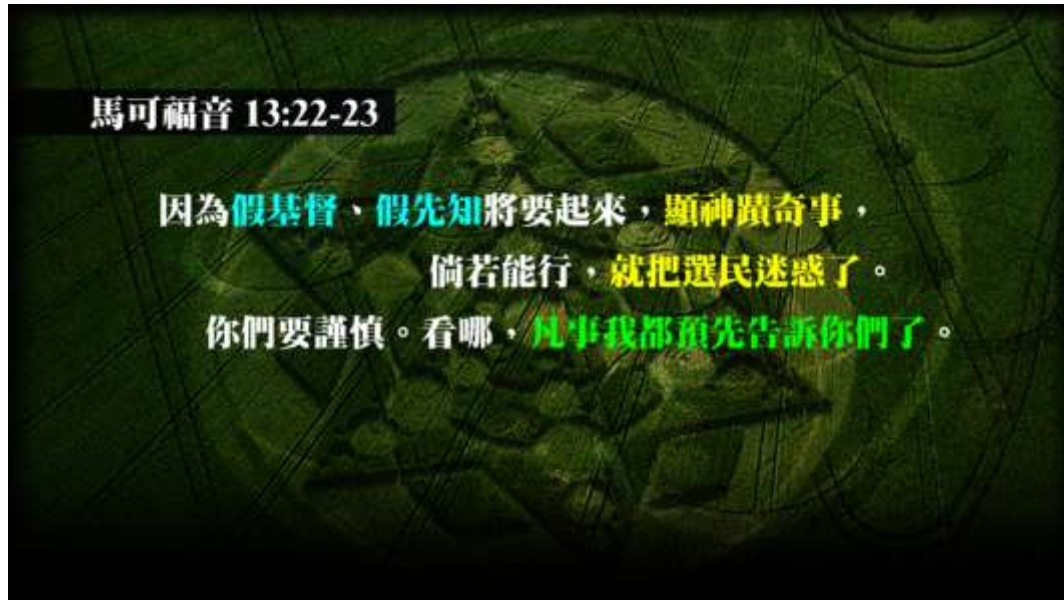 馬可福音 13:22-23
因為假基督、假先知將要起來，顯神蹟奇事，
倘若能行，就把選民迷惑了。
你們要謹慎。看哪，凡事我都預先告訴你們了。